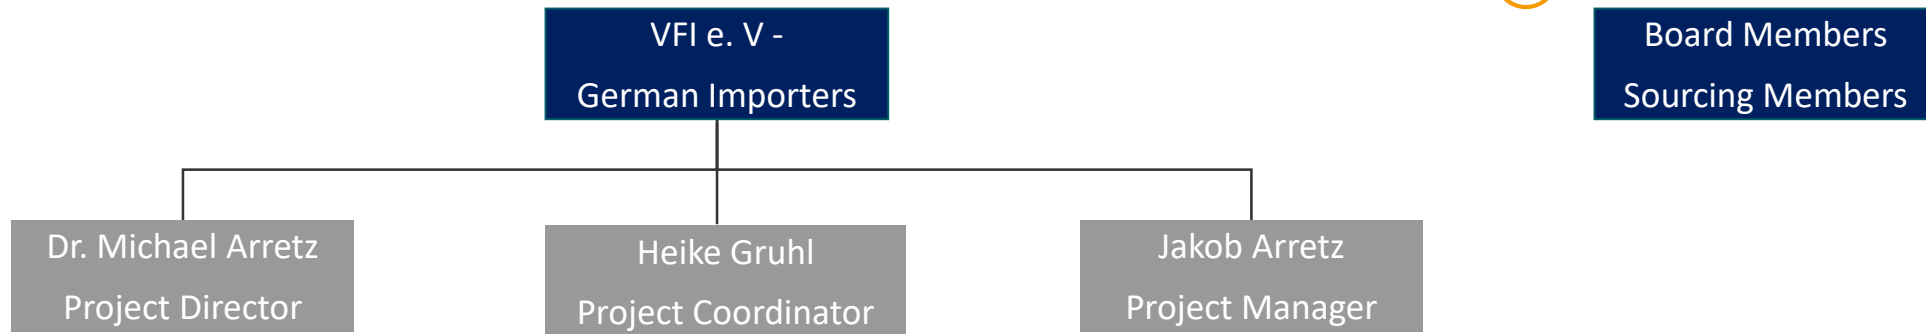 VFI e. V -
German Importers
Board Members
Sourcing Members
Dr. Michael Arretz
Project Director
Heike Gruhl
Project Coordinator
Jakob Arretz
Project Manager